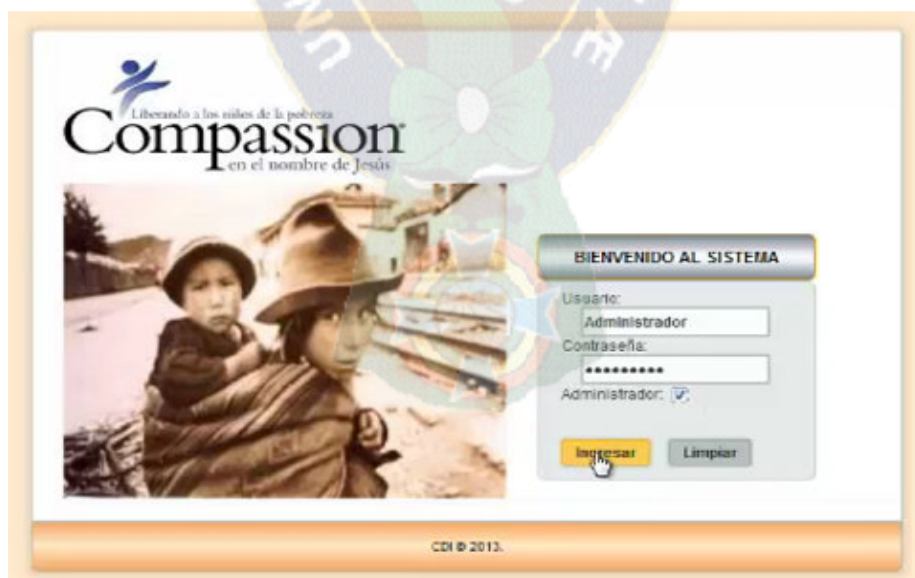 Liberando a los niños de la pobreza
Compassion
en el nombre de Jesús
BIENVENIDO AL SISTEMA
Usuario:
Administrador
Contraseña:
•••••••••
Administrador:
Ingresar Limpiar
CDI © 2013.